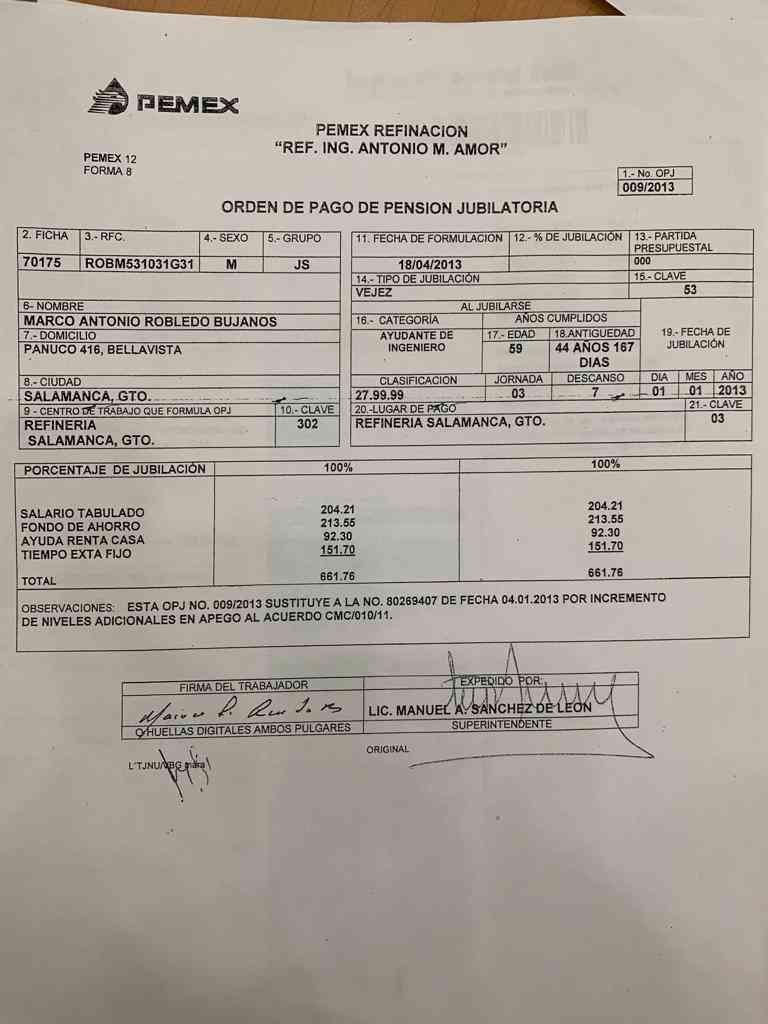 PEMEX
PEMEX REFINACION
"REF. ING. ANTONIO M. AMOR"
PEMEX 12
FORMA 8
1.- No. OPJ
009/2013
ORDEN DE PAGO DE PENSION JUBILATORIA
2. FICHA 3.- RFC. 4.- SEXO 5.- GRUPO
70175 ROBM531031G31 M JS
6- NOMBRE
MARCO ANTONIO ROBLEDO BUJANOS
7.- DOMICILIO
PANUCO 416, BELLAVISTA
8.- CIUDAD
SALAMANCA, GTO.
9 - CENTRO DE TRABAJO QUE FORMULA OPJ 10.- CLAVE
REFINERIA 302
SALAMANCA, GTO.
11. FECHA DE FORMULACION 12.- % DE JUBILACIÓN 13.- PARTIDA PRESUPUESTAL
18/04/2013 000
14.- TIPO DE JUBILACIÓN 15.- CLAVE
VEJEZ 53
AL JUBILARSE
16.- CATEGORÍA AÑOS CUMPLIDOS
AYUDANTE DE INGENIERO 17.- EDAD 18.ANTIGUEDAD 19.- FECHA DE JUBILACIÓN
59 44 AÑOS 167 DIAS
CLASIFICACION JORNADA DESCANSO DIA MES AÑO
27.99.99 03 7 01 01 2013
20.-LUGAR DE PAGO 21.- CLAVE
REFINERIA SALAMANCA, GTO. 03
PORCENTAJE DE JUBILACIÓN 100% 100%
SALARIO TABULADO 204.21 204.21
FONDO DE AHORRO 213.55 213.55
AYUDA RENTA CASA 92.30 92.30
TIEMPO EXTA FIJO 151.70 151.70
TOTAL 661.76 661.76
OBSERVACIONES: ESTA OPJ NO. 009/2013 SUSTITUYE A LA NO. 80269407 DE FECHA 04.01.2013 POR INCREMENTO
DE NIVELES ADICIONALES EN APEGO AL ACUERDO CMC/010/11.
FIRMA DEL TRABAJADOR EXPEDIDO POR:
LIC. MANUEL A. SANCHEZ DE LEON
O HUELLAS DIGITALES AMBOS PULGARES SUPERINTENDENTE
ORIGINAL